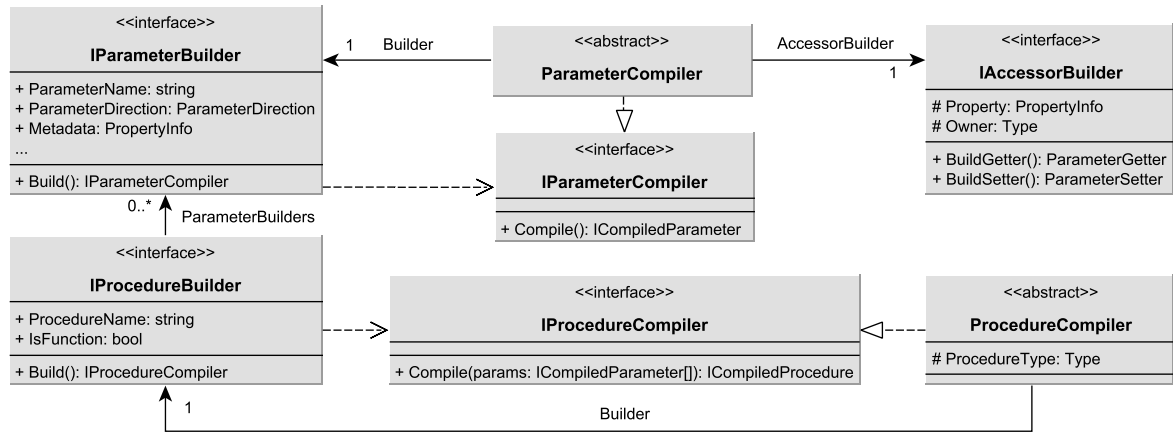 <<interface>>
IParameterBuilder
+ ParameterName: string
+ ParameterDirection: ParameterDirection
+ Metadata: PropertyInfo
...
+ Build(): IParameterCompiler
1
Builder
<<abstract>>
ParameterCompiler
AccessorBuilder
1
<<interface>>
IAccessorBuilder
# Property: PropertyInfo
# Owner: Type
+ BuildGetter(): ParameterGetter
+ BuildSetter(): ParameterSetter
<<interface>>
IParameterCompiler
+ Compile(): ICompiledParameter
0..*
ParameterBuilders
<<interface>>
IProcedureBuilder
+ ProcedureName: string
+ IsFunction: bool
+ Build(): IProcedureCompiler
<<interface>>
IProcedureCompiler
+ Compile(params: ICompiledParameter[]): ICompiledProcedure
<<abstract>>
ProcedureCompiler
# ProcedureType: Type
1
Builder